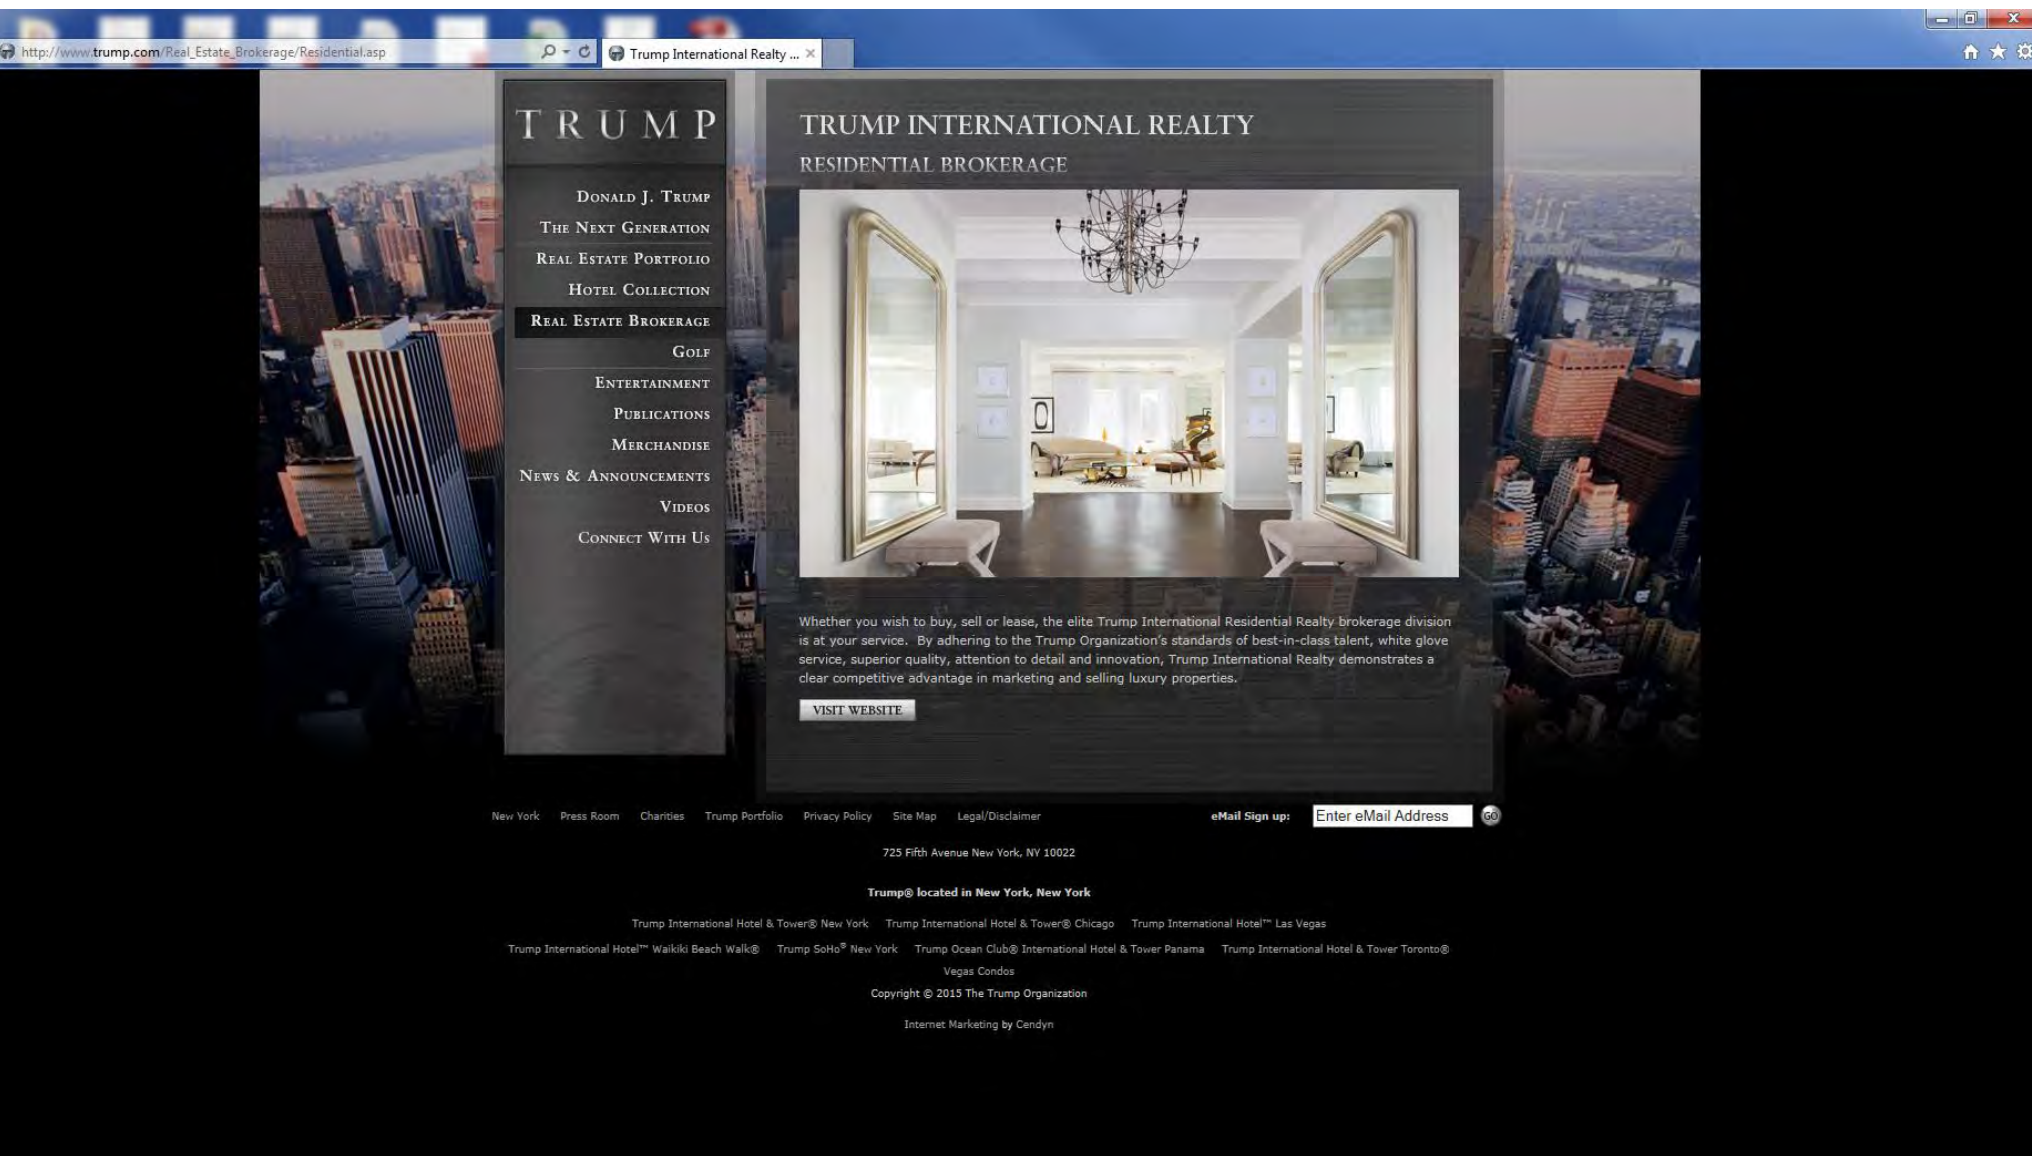 http://www.trump.com/Real_Estate_Brokerage/Residential.asp
Trump International Realty ...
TRUMP
DONALD J. TRUMP
THE NEXT GENERATION
REAL ESTATE PORTFOLIO
HOTEL COLLECTION
REAL ESTATE BROKERAGE
GOLF
ENTERTAINMENT
PUBLICATIONS
MERCHANDISE
NEWS & ANNOUNCEMENTS
VIDEOS
CONNECT WITH US
TRUMP INTERNATIONAL REALTY
RESIDENTIAL BROKERAGE
Whether you wish to buy, sell or lease, the elite Trump International Residential Realty brokerage division
is at your service. By adhering to the Trump Organization's standards of best-in-class talent, white glove
service, superior quality, attention to detail and innovation, Trump International Realty demonstrates a
clear competitive advantage in marketing and selling luxury properties.
VISIT WEBSITE
New York Press Room Charities Trump Portfolio Privacy Policy Site Map Legal/Disclaimer eMail Sign up: Enter eMail Address GO
725 Fifth Avenue New York, NY 10022
Trump® located in New York, New York
Trump International Hotel & Tower® New York Trump International Hotel & Tower® Chicago Trump International Hotel™ Las Vegas
Trump International Hotel™ Waikiki Beach Walk® Trump SoHo® New York Trump Ocean Club® International Hotel & Tower Panama Trump International Hotel & Tower Toronto®
Vegas Condos
Copyright © 2015 The Trump Organization
Internet Marketing by Cendyn